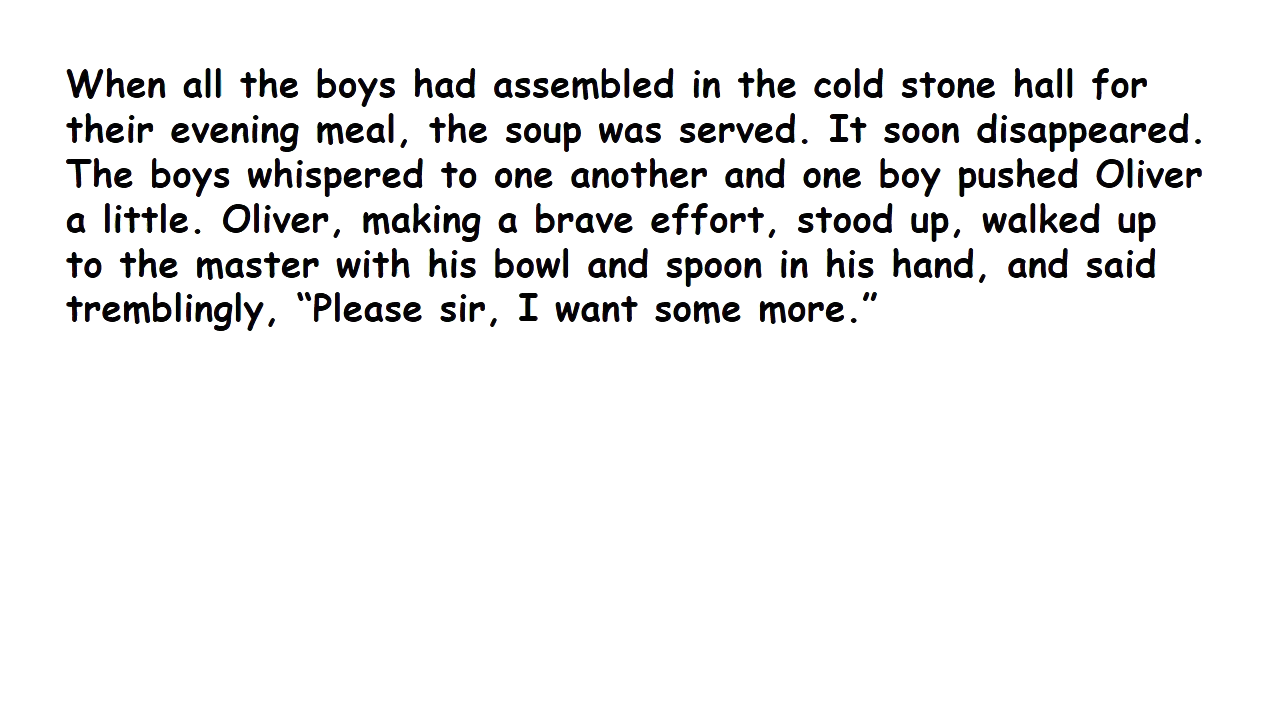 When all the boys had assembled in the cold stone hall for
their evening meal, the soup was served. It soon disappeared.
The boys whispered to one another and one boy pushed Oliver
a little. Oliver, making a brave effort, stood up, walked up
to the master with his bowl and spoon in his hand, and said
tremblingly, “Please sir, I want some more.”